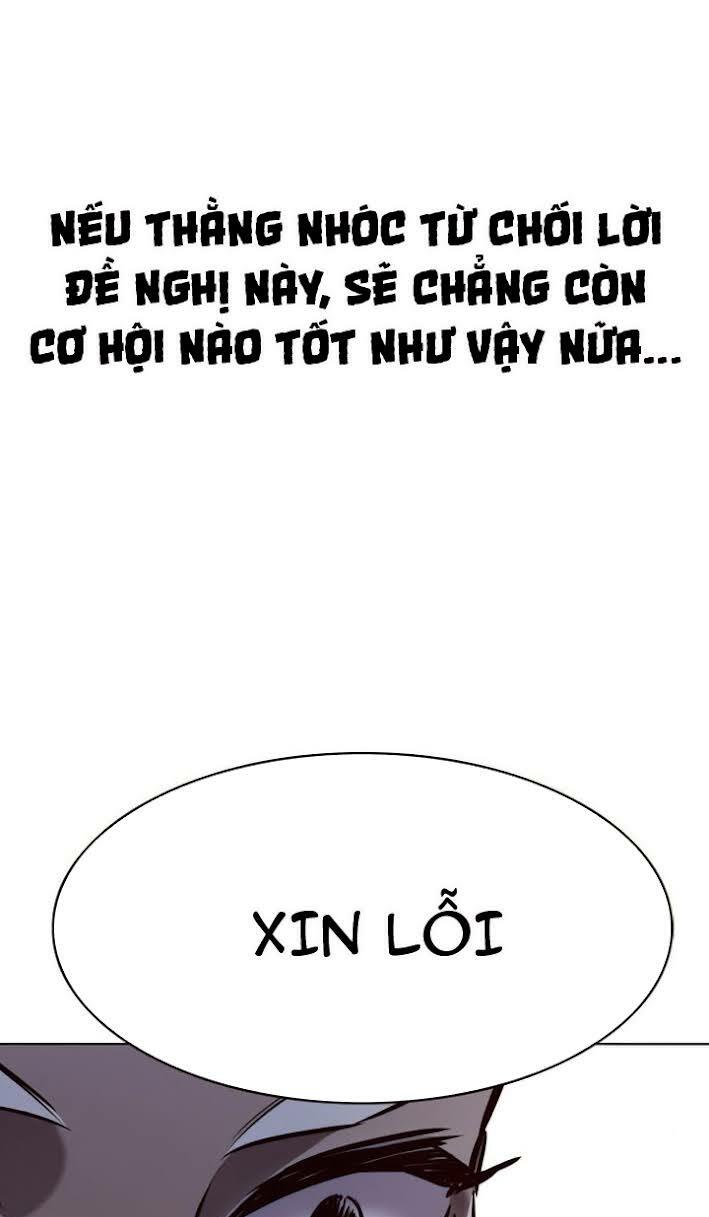 NẾU THẰNG NHÓC TỪ CHỐI LỜI
ĐỀ NGHỊ NÀY, SẼ CHẲNG CÒN
CƠ HỘI NÀO TỐT NHƯ VẬY NỮA...
XIN LỖI